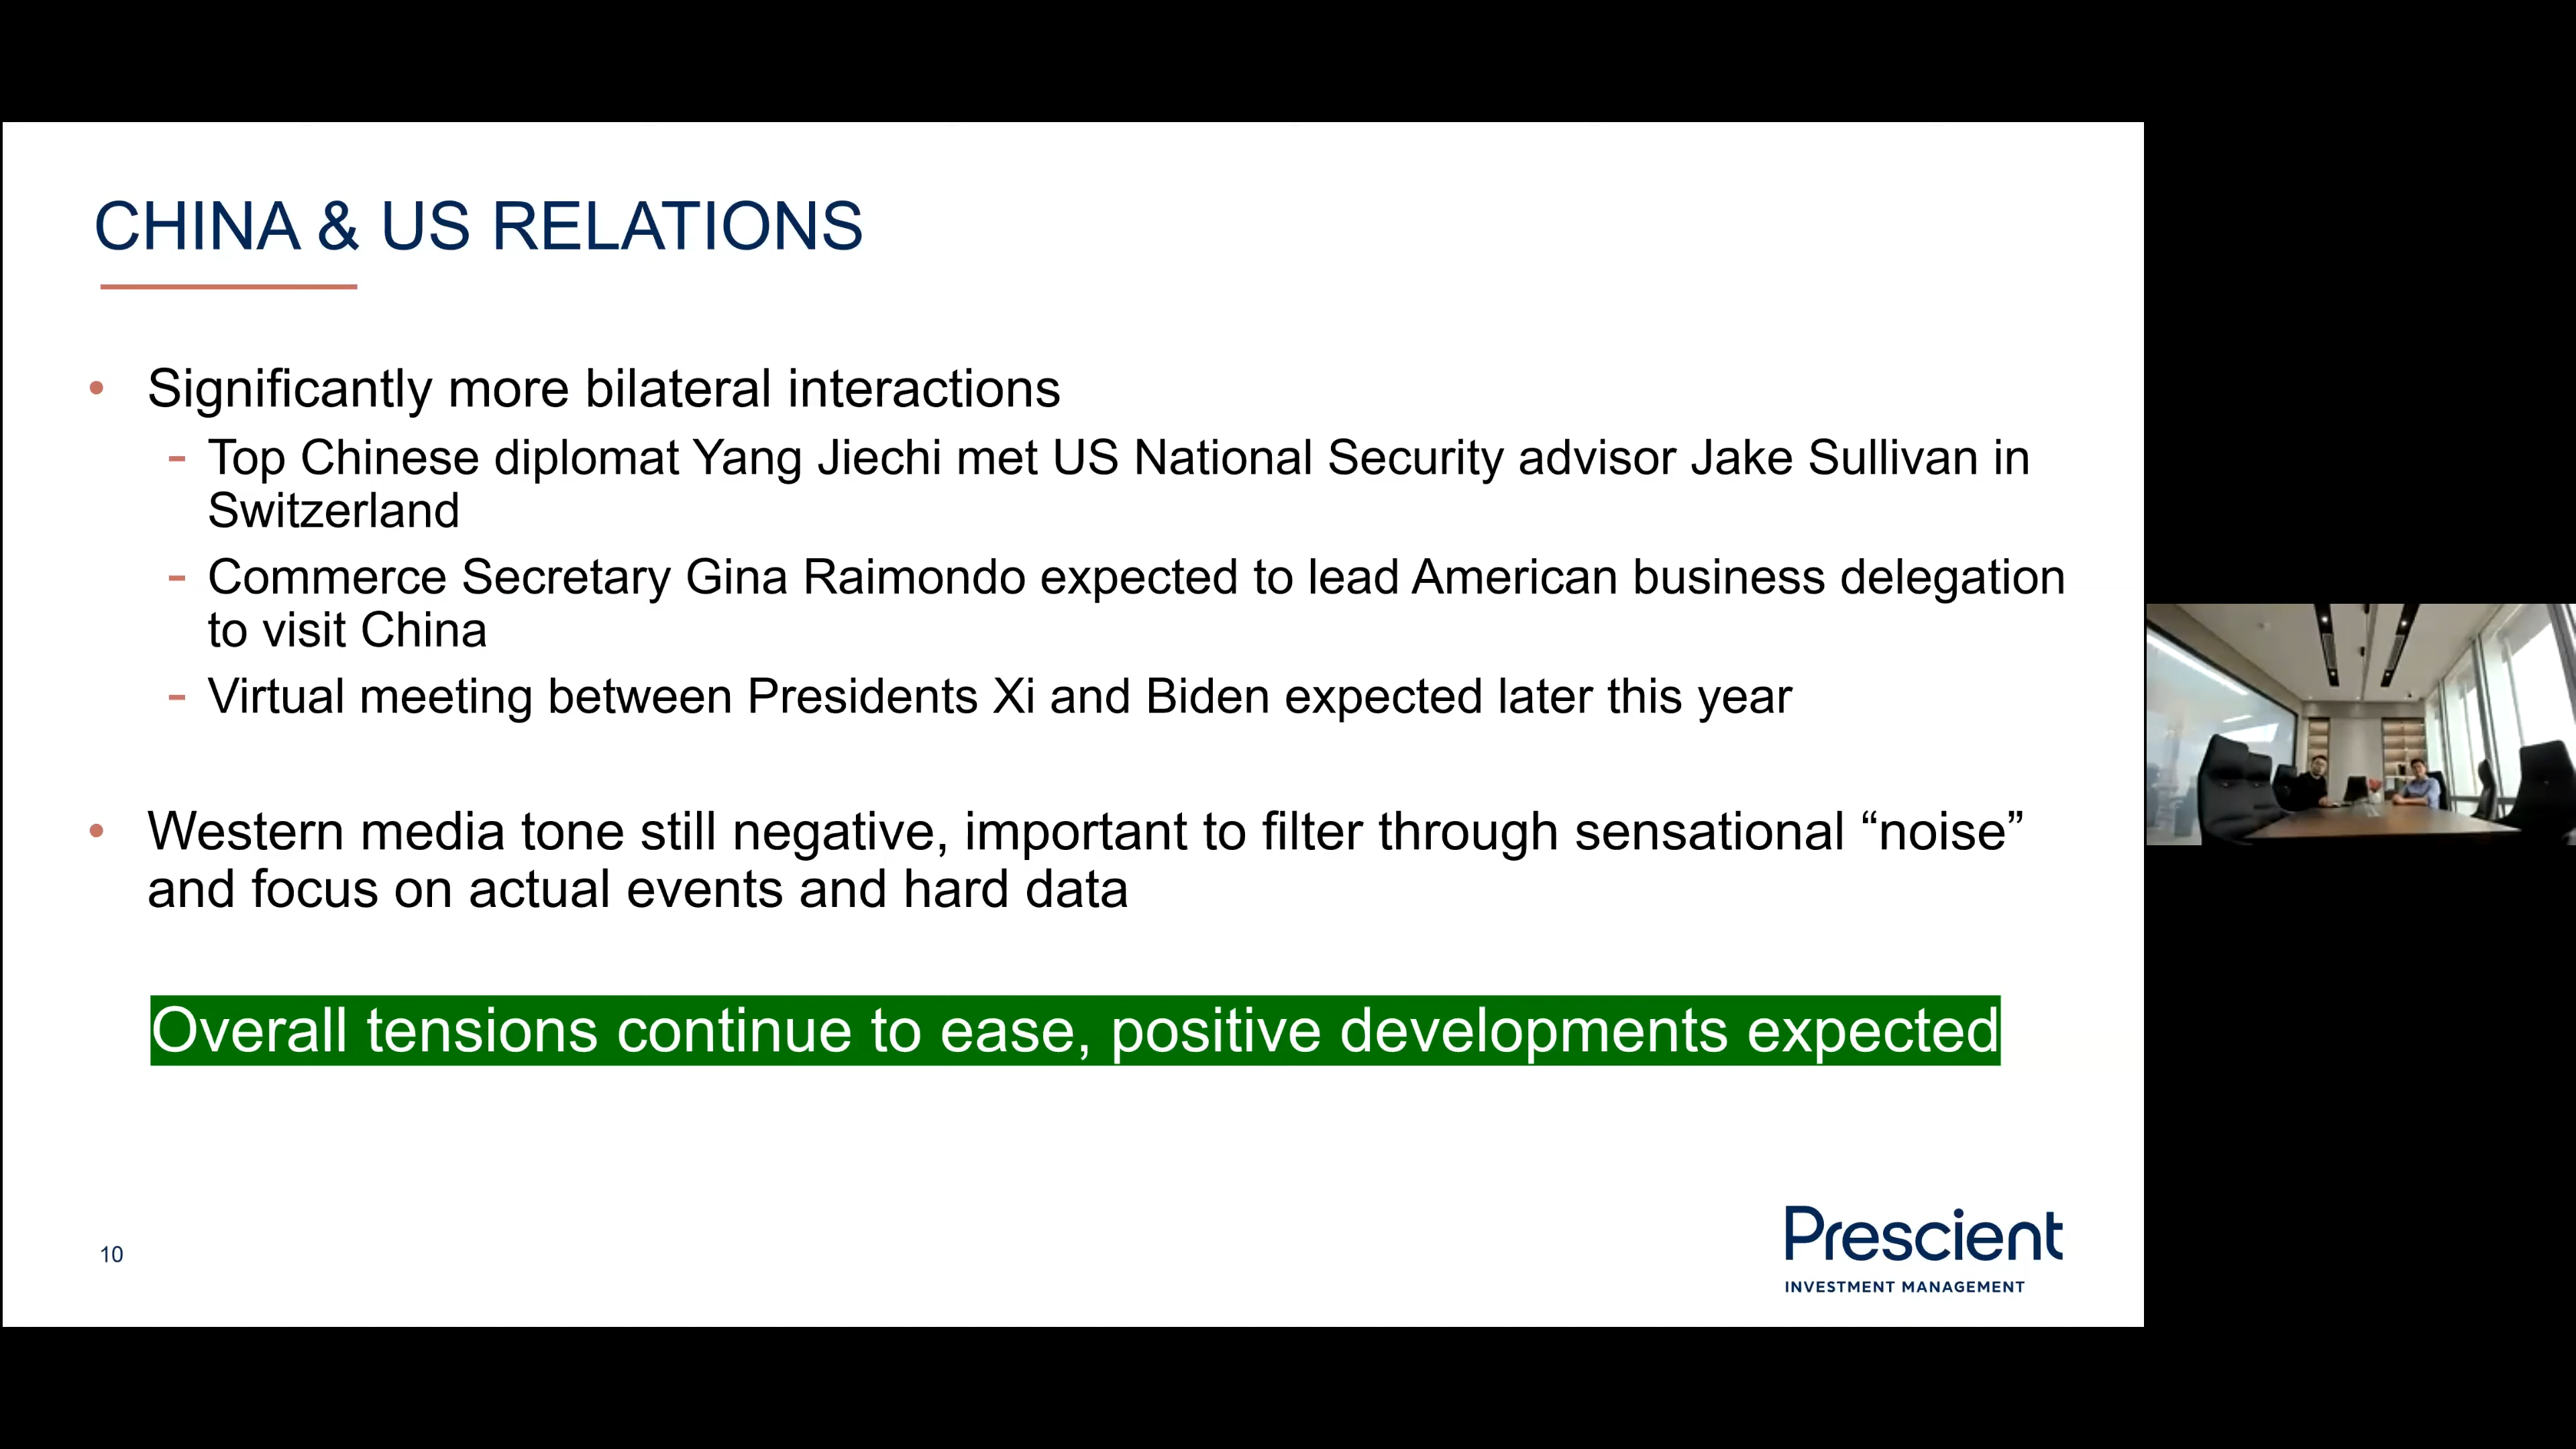 CHINA & US RELATIONS
• Significantly more bilateral interactions
- Top Chinese diplomat Yang Jiechi met US National Security advisor Jake Sullivan in
Switzerland
- Commerce Secretary Gina Raimondo expected to lead American business delegation
to visit China
- Virtual meeting between Presidents Xi and Biden expected later this year
• Western media tone still negative, important to filter through sensational “noise”
and focus on actual events and hard data
Overall tensions continue to ease, positive developments expected
10
Prescient
INVESTMENT MANAGEMENT